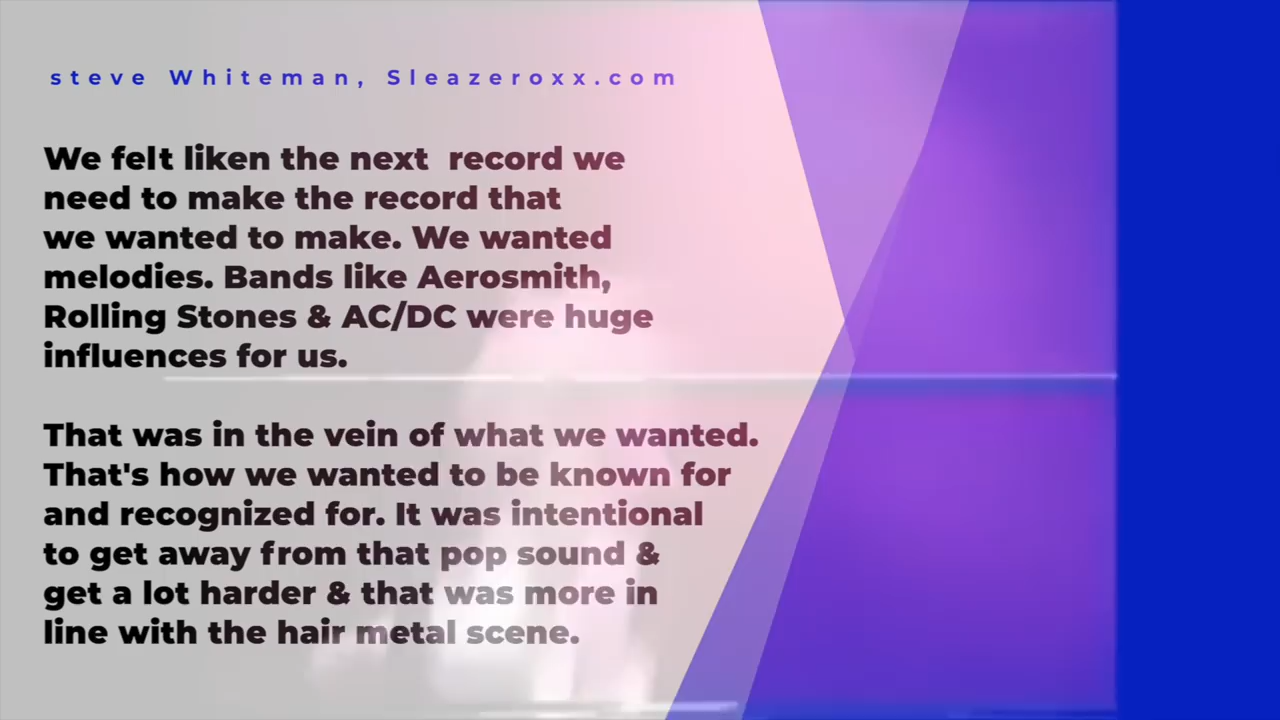 steve Whiteman, Sleazeroxx.com
We felt liken the next record we
need to make the record that
we wanted to make. We wanted
melodies. Bands like Aerosmith,
Rolling Stones & AC/DC were huge
influences for us.
That was in the vein of what we wanted.
That's how we wanted to be known for
and recognized for. It was intentional
to get away from that pop sound &
get a lot harder & that was more in
line with the hair metal scene.